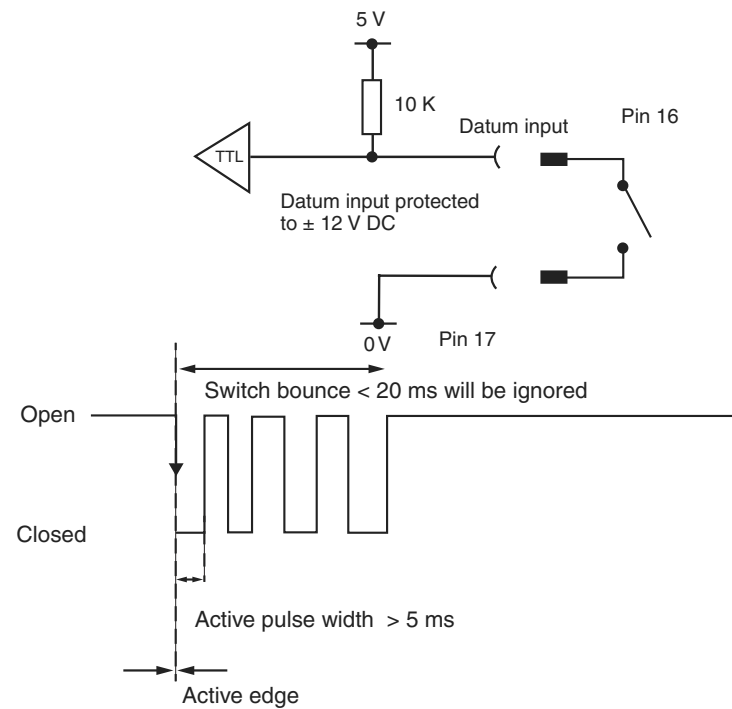 5 V
10 K
Datum input
Pin 16
TTL
Datum input protected
to ± 12 V DC
0 V
Pin 17
Switch bounce < 20 ms will be ignored
Open
Closed
Active pulse width > 5 ms
Active edge